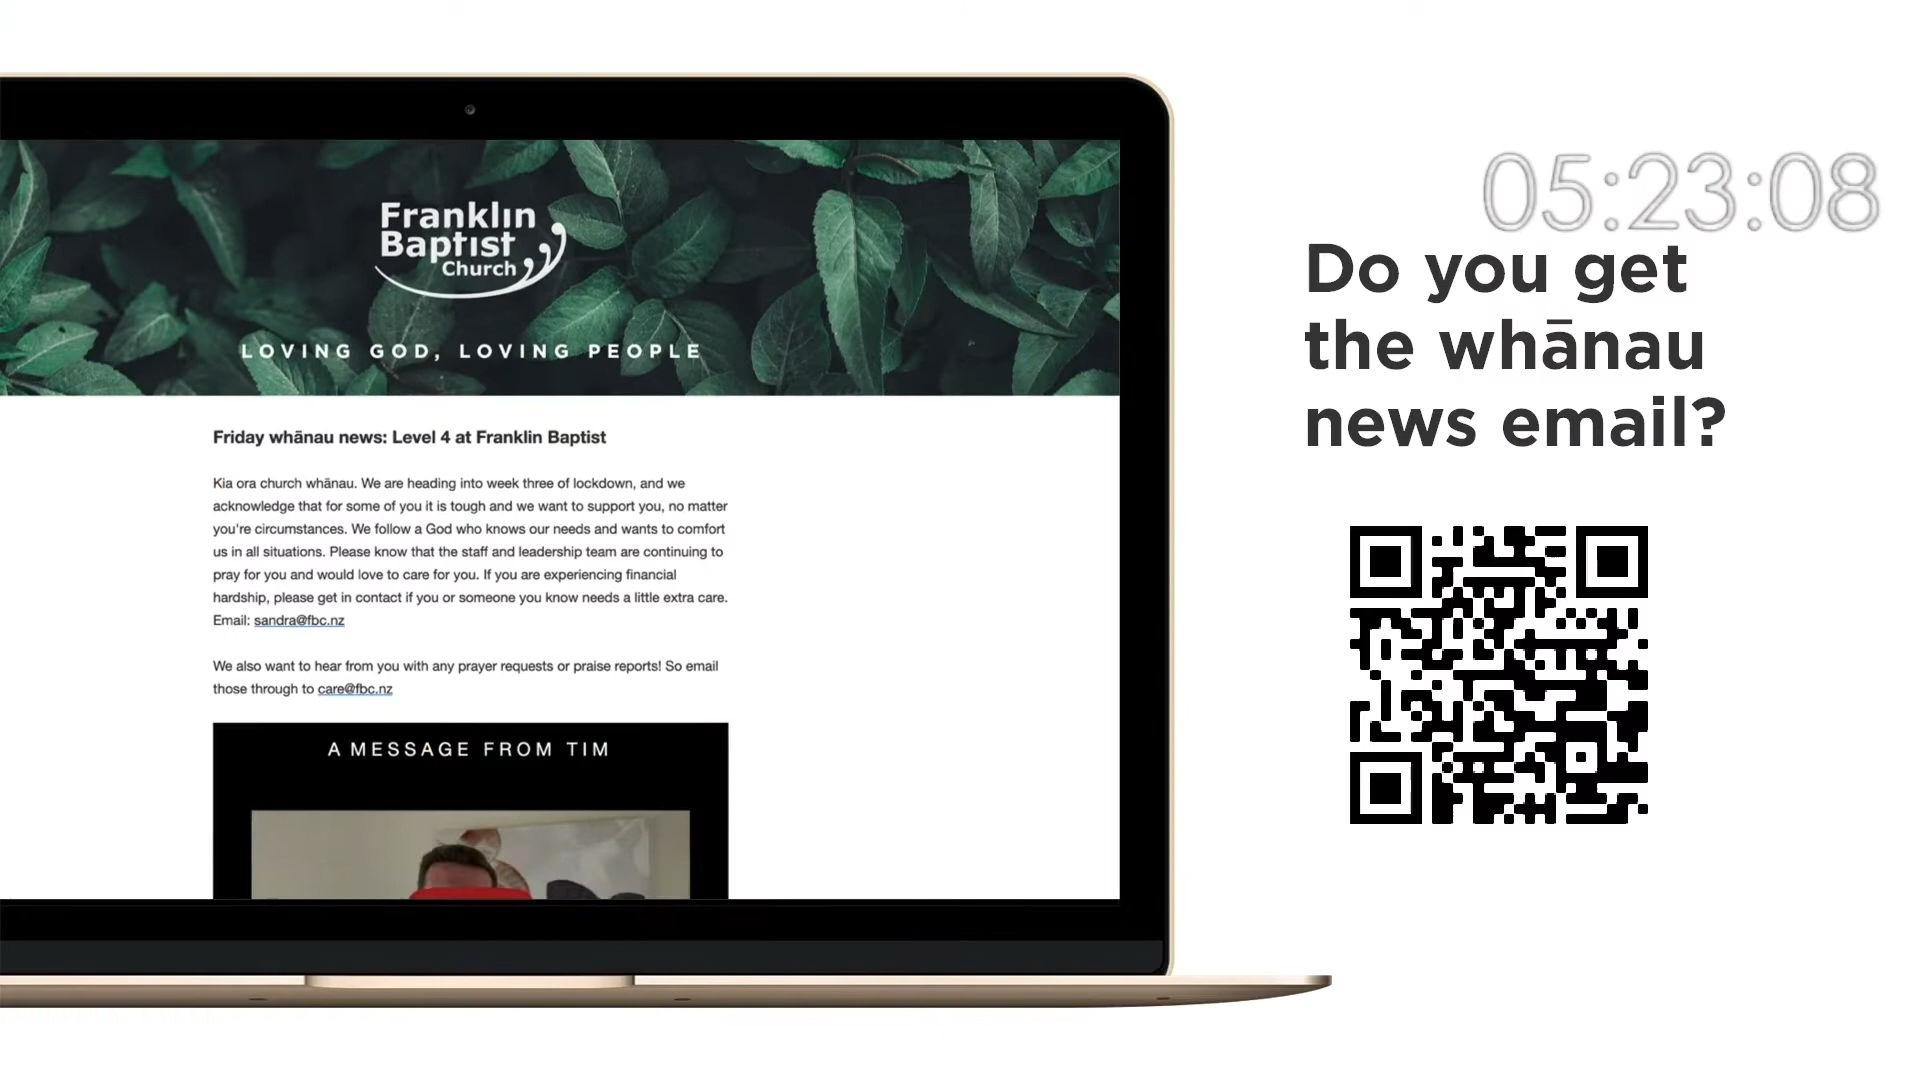 Franklin
Baptist
Church
LOVING GOD, LOVING PEOPLE
Friday whānau news: Level 4 at Franklin Baptist
Kia ora church whānau. We are heading into week three of lockdown, and we
acknowledge that for some of you it is tough and we want to support you, no matter
you're circumstances. We follow a God who knows our needs and wants to comfort
us in all situations. Please know that the staff and leadership team are continuing to
pray for you and would love to care for you. If you are experiencing financial
hardship, please get in contact if you or someone you know needs a little extra care.
Email: sandra@fbc.nz
We also want to hear from you with any prayer requests or praise reports! So email
those through to care@fbc.nz
A MESSAGE FROM TIM
05:23:08
Do you get
the whānau
news email?